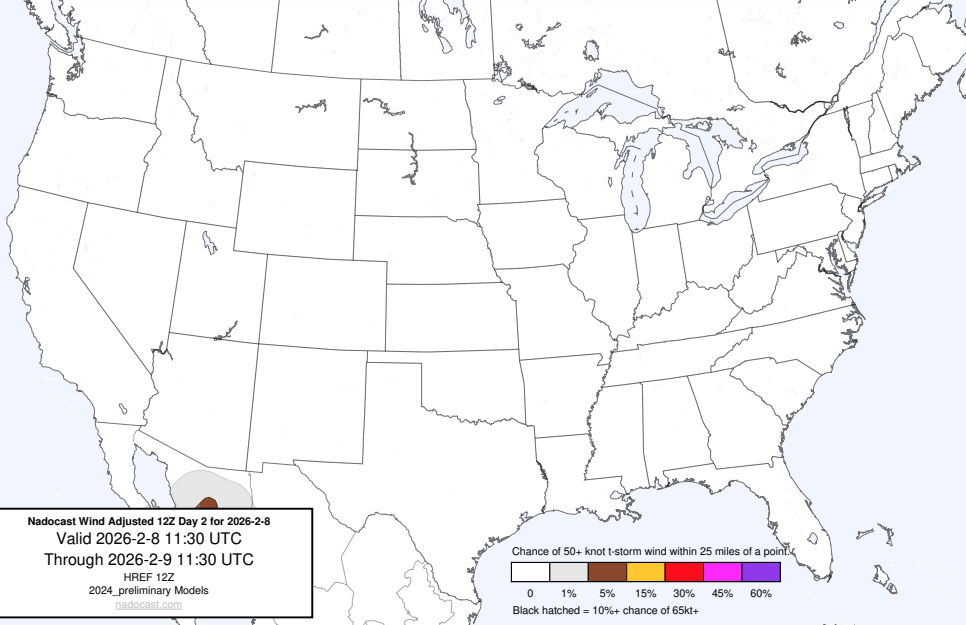 Nadocast Wind Adjusted 12Z Day 2 for 2026-2-8
Valid 2026-2-8 11:30 UTC
Through 2026-2-9 11:30 UTC
HREF 12Z
2024_preliminary Models
nadocast.com
Chance of 50+ knot t-storm wind within 25 miles of a point.
0 1% 5% 15% 30% 45% 60%
Black hatched = 10%+ chance of 65kt+